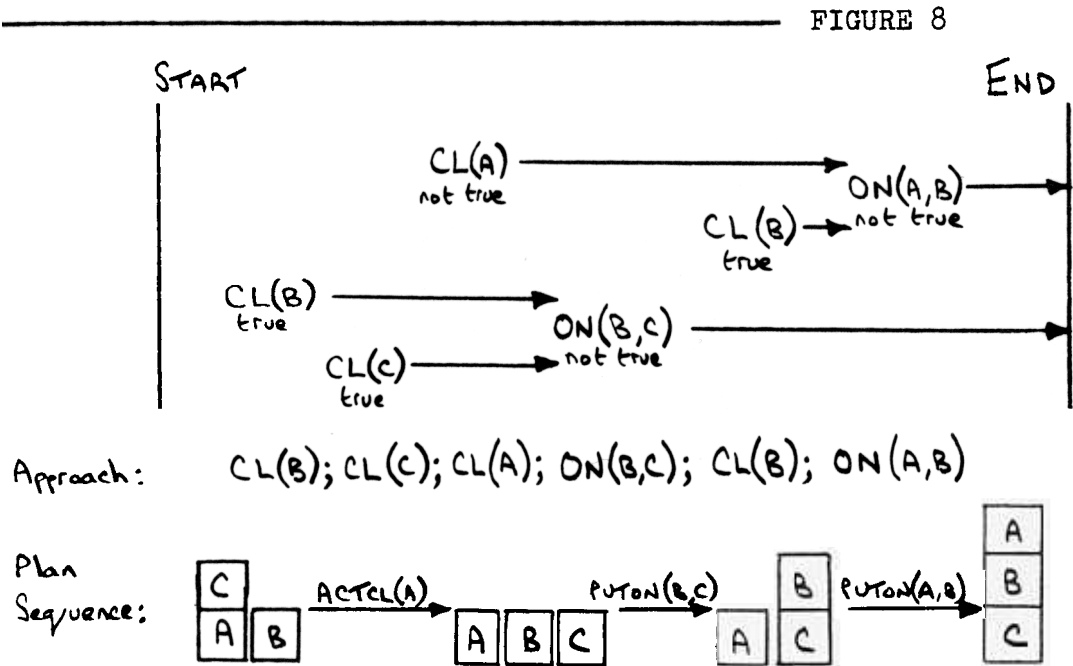 FIGURE 8
START
END
CL(A)
not true
ON(A,B)
not true
CL(B)
true
CL(B)
true
ON(B,C)
not true
CL(C)
true
Approach: CL(B); CL(C); CL(A); ON(B,C); CL(B); ON(A,B)
Plan
Sequence:
C
A B
ACTCL(A)
A B C
PUTON(B,C)
B
A C
PUTON(A,B)
A
B
C